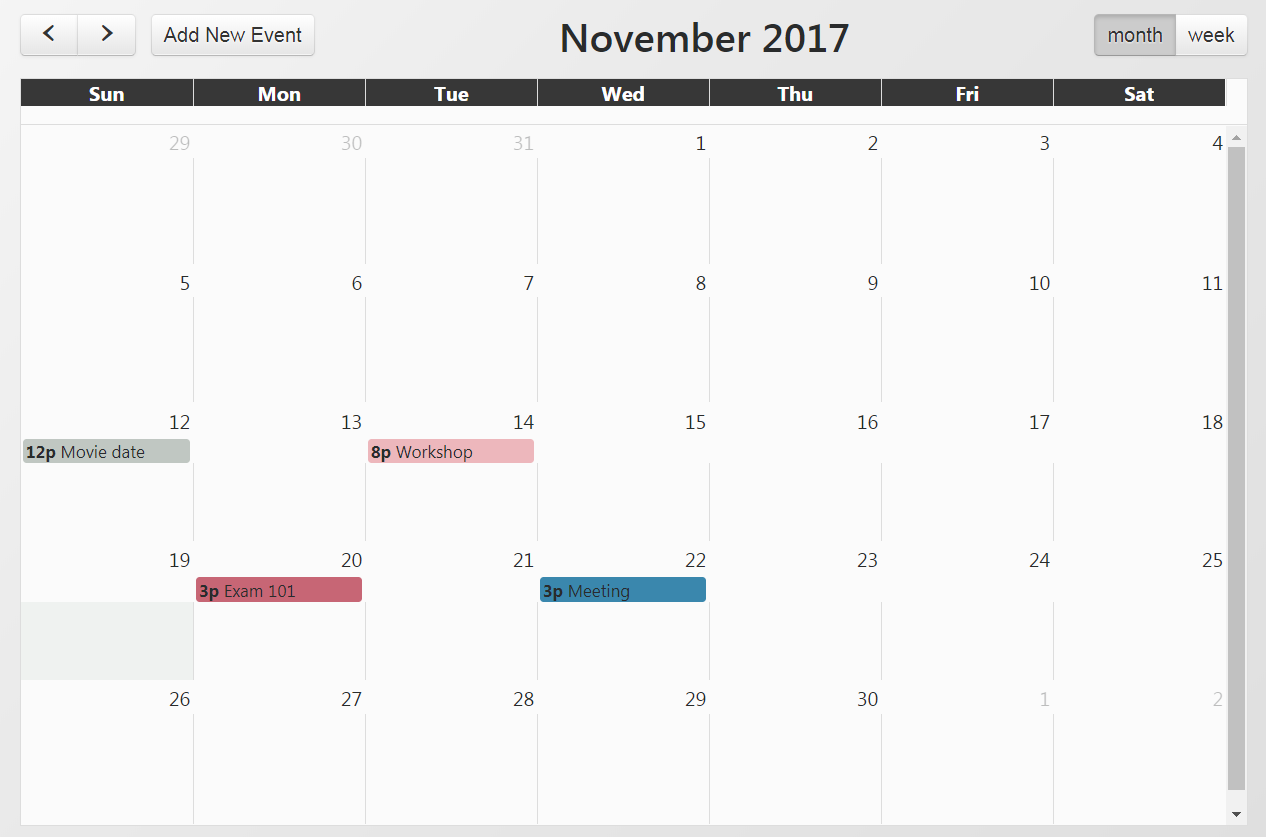 Add New Event
November 2017
month week
Sun Mon Tue Wed Thu Fri Sat
29 30 31 1 2 3 4
5 6 7 8 9 10 11
12 13 14 15 16 17 18
12p Movie date 8p Workshop
19 20 21 22 23 24 25
3p Exam 101 3p Meeting
26 27 28 29 30 1 2